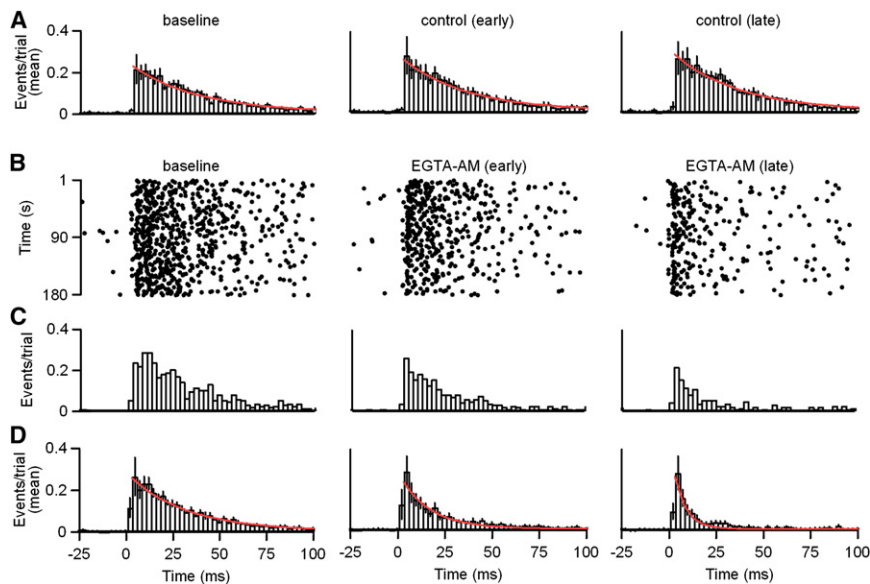 A
baseline
control (early)
control (late)
Events/trial
(mean)
0.4
0.2
0
B
baseline
EGTA-AM (early)
EGTA-AM (late)
Time (s)
1
90
180
C
Events/trial
0.4
0
D
Events/trial
(mean)
0.4
0.2
0
-25 0 25 50 75 100
-25 0 25 50 75 100
-25 0 25 50 75 100
Time (ms)
Time (ms)
Time (ms)